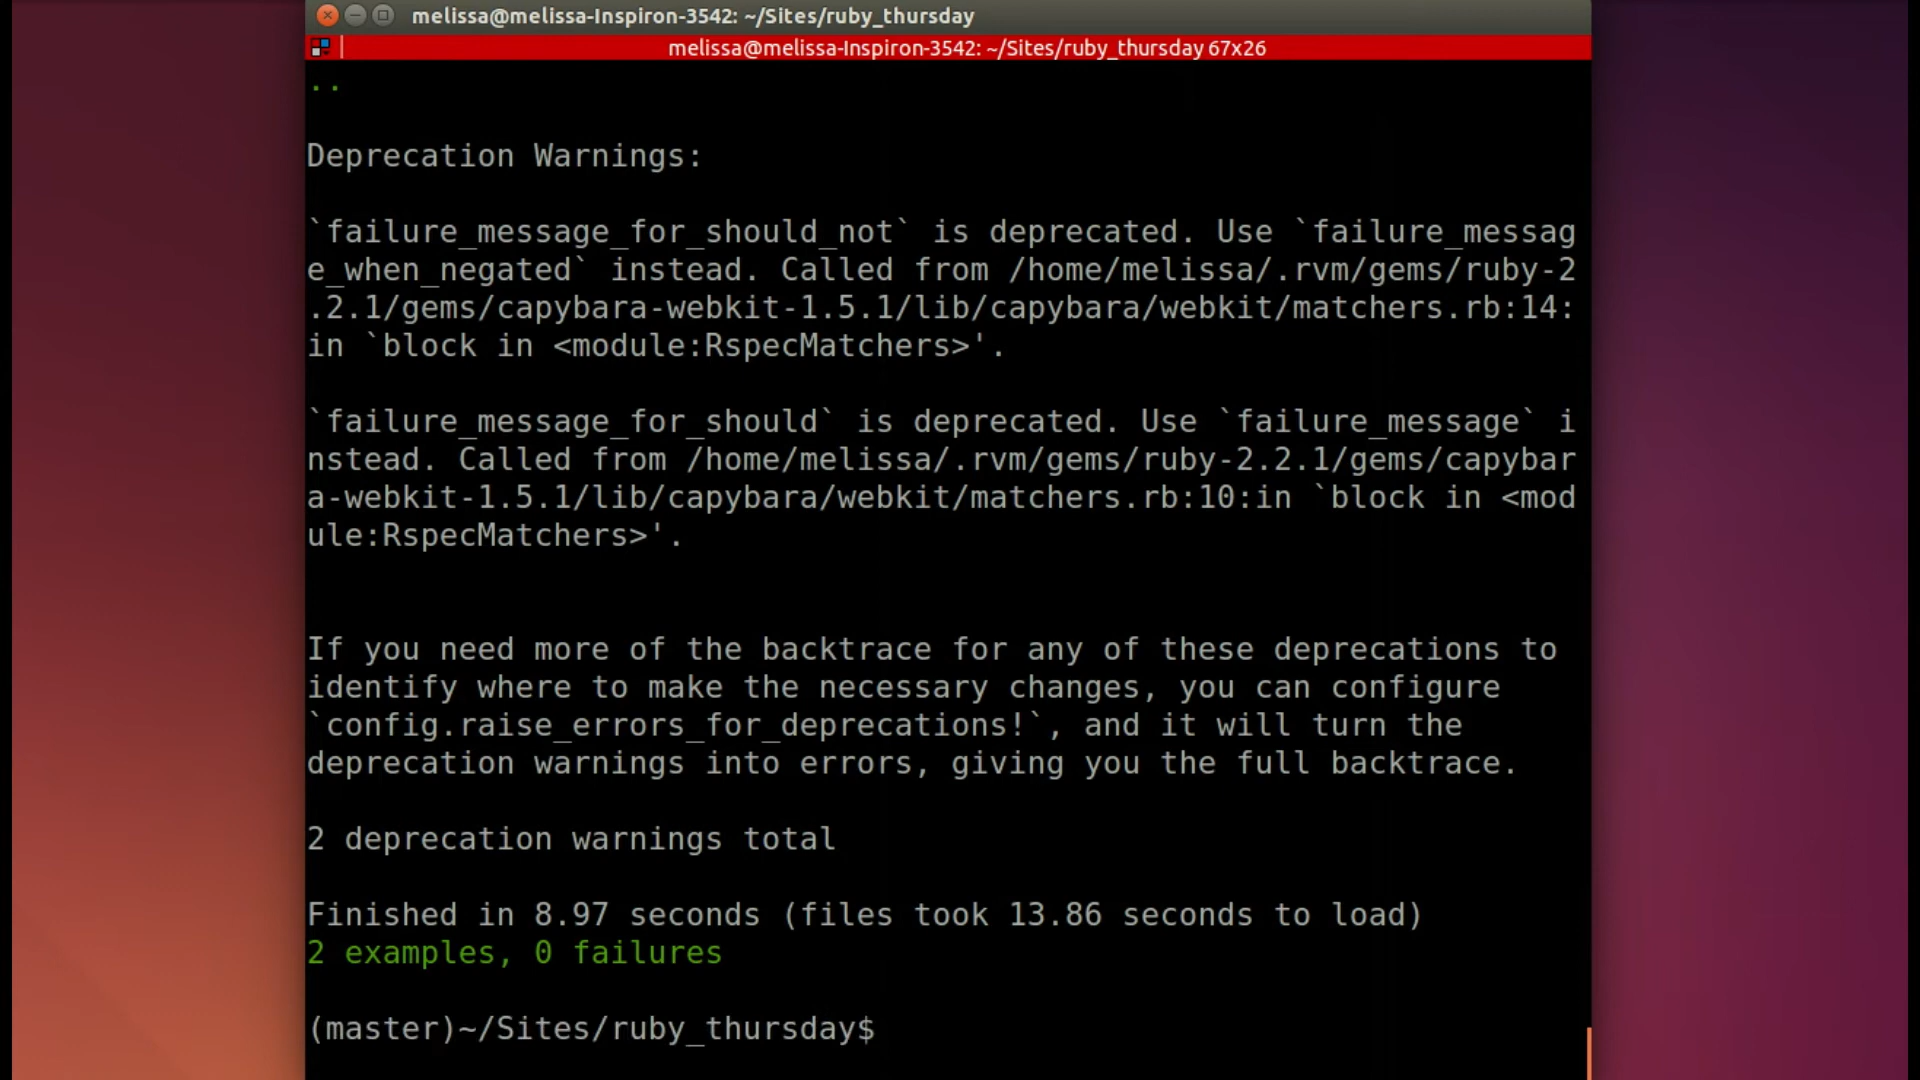 melissa@melissa-Inspiron-3542: ~/Sites/ruby_thursday
melissa@melissa-Inspiron-3542: ~/Sites/ruby_thursday 67x26
..
Deprecation Warnings:
`failure_message_for_should_not` is deprecated. Use `failure_messag
e_when_negated` instead. Called from /home/melissa/.rvm/gems/ruby-2
.2.1/gems/capybara-webkit-1.5.1/lib/capybara/webkit/matchers.rb:14:
in `block in <module:RspecMatchers>'.
`failure_message_for_should` is deprecated. Use `failure_message` i
nstead. Called from /home/melissa/.rvm/gems/ruby-2.2.1/gems/capybar
a-webkit-1.5.1/lib/capybara/webkit/matchers.rb:10:in `block in <mod
ule:RspecMatchers>'.
If you need more of the backtrace for any of these deprecations to
identify where to make the necessary changes, you can configure
`config.raise_errors_for_deprecations!`, and it will turn the
deprecation warnings into errors, giving you the full backtrace.
2 deprecation warnings total
Finished in 8.97 seconds (files took 13.86 seconds to load)
2 examples, 0 failures
(master)~/Sites/ruby_thursday$